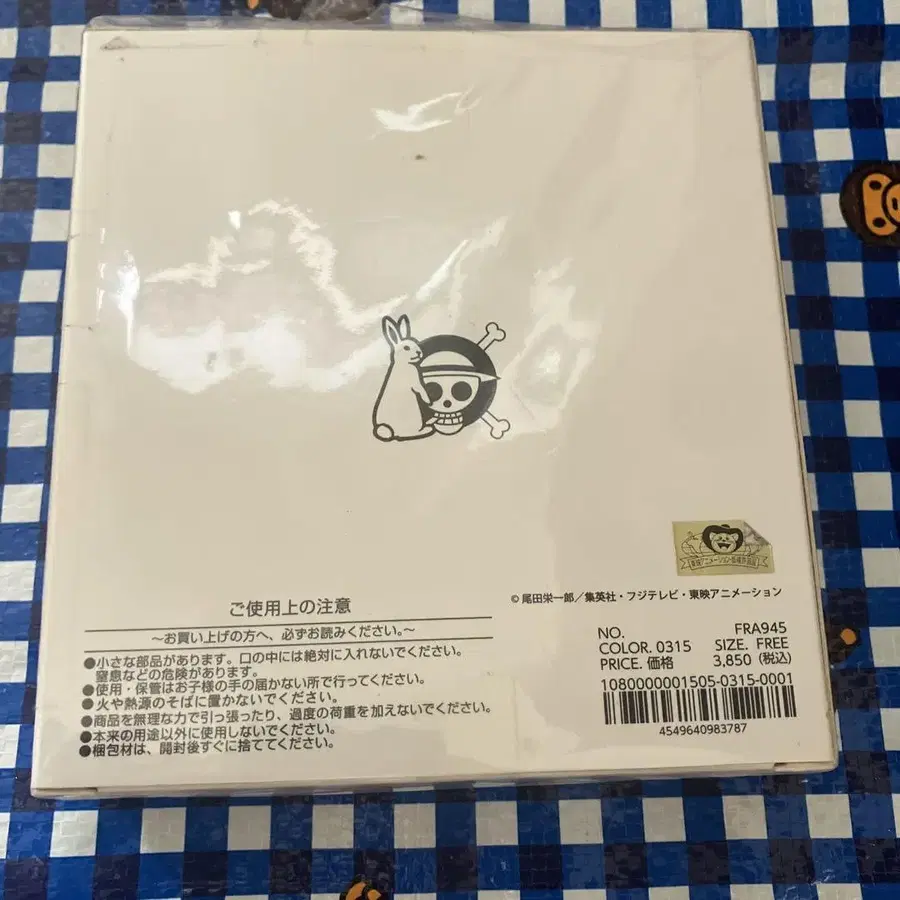 ご使用上の注意
～お買い上げの方へ、必ずお読みください。～
●小さな部品があります。口の中には絶対に入れないでください。
窒息などの危険があります。
●使用・保管はお子様の手の届かない所で行ってください。
●火や熱源のそばに置かないでください。
●商品を無理な力で引っ張ったり、過度の荷重を加えないでください。
●本来の用途以外に使用しないでください。
●梱包材は、開封後すぐに捨ててください。
© 尾田栄一郎／集英社・フジテレビ・東映アニメーション
NO. FRA945
COLOR. 0315 SIZE. FREE
PRICE. 価格 3,850 (税込)
1080000001505-0315-0001
4549640983787